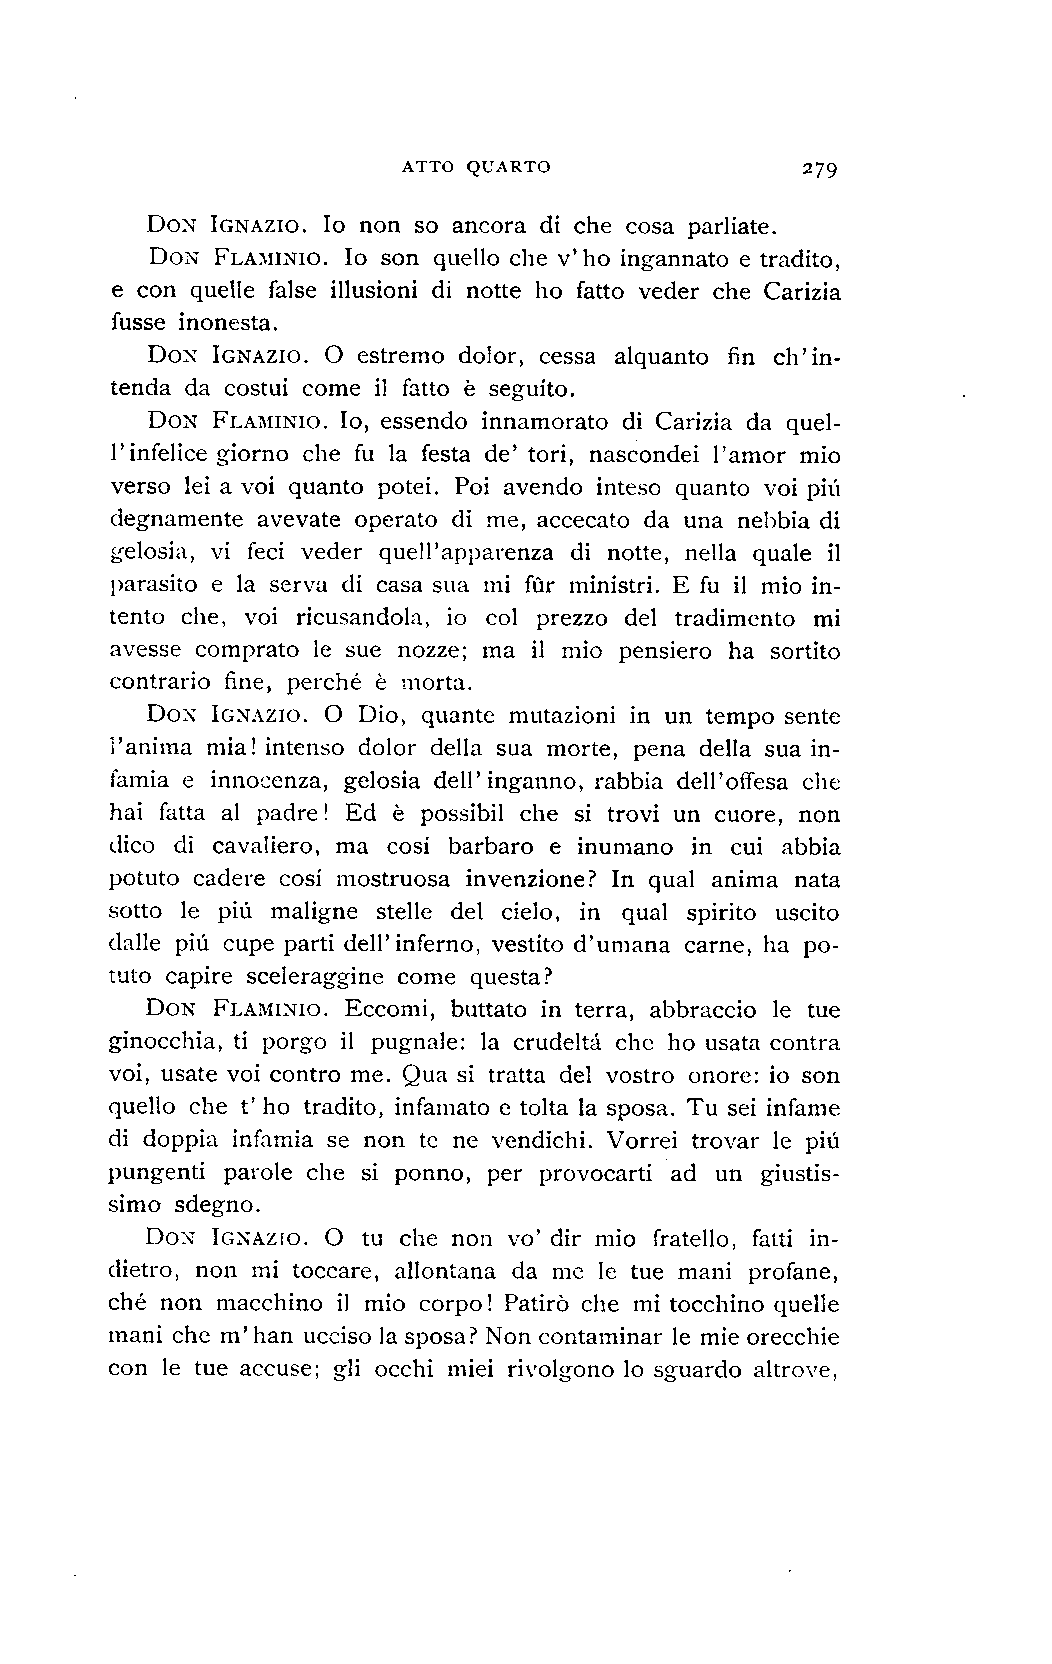 ATTO QUARTO 279
DON IGNAZIO. Io non so ancora di che cosa parliate.
DON FLAMINIO. Io son quello che v'ho ingannato e tradito,
e con quelle false illusioni di notte ho fatto veder che Carizia
fusse inonesta.
DON IGNAZIO. O estremo dolor, cessa alquanto fin ch'in-
tenda da costui come il fatto è seguíto.
DON FLAMINIO. Io, essendo innamorato di Carizia da quel-
l'infelice giorno che fu la festa de' tori, nascondei l'amor mio
verso lei a voi quanto potei. Poi avendo inteso quanto voi piú
degnamente avevate operato di me, accecato da una nebbia di
gelosia, vi feci veder quell'apparenza di notte, nella quale il
parasito e la serva di casa sua mi fûr ministri. E fu il mio in-
tento che, voi ricusandola, io col prezzo del tradimento mi
avesse comprato le sue nozze; ma il mio pensiero ha sortito
contrario fine, perché è morta.
DON IGNAZIO. O Dio, quante mutazioni in un tempo sente
l'anima mia! intenso dolor della sua morte, pena della sua in-
famia e innocenza, gelosia dell'inganno, rabbia dell'offesa che
hai fatta al padre! Ed è possibil che si trovi un cuore, non
dico di cavaliero, ma cosí barbaro e inumano in cui abbia
potuto cadere cosí mostruosa invenzione? In qual anima nata
sotto le piú maligne stelle del cielo, in qual spirito uscito
dalle piú cupe parti dell'inferno, vestito d'umana carne, ha po-
tuto capire sceleraggine come questa?
DON FLAMINIO. Eccomi, buttato in terra, abbraccio le tue
ginocchia, ti porgo il pugnale: la crudeltá che ho usata contra
voi, usate voi contro me. Qua si tratta del vostro onore: io son
quello che t'ho tradito, infamato e tolta la sposa. Tu sei infame
di doppia infamia se non te ne vendichi. Vorrei trovar le piú
pungenti parole che si ponno, per provocarti ad un giustis-
simo sdegno.
DON IGNAZIO. O tu che non vo' dir mio fratello, fatti in-
dietro, non mi toccare, allontana da me le tue mani profane,
ché non macchino il mio corpo! Patirò che mi tocchino quelle
mani che m'han ucciso la sposa? Non contaminar le mie orecchie
con le tue accuse; gli occhi miei rivolgono lo sguardo altrove,